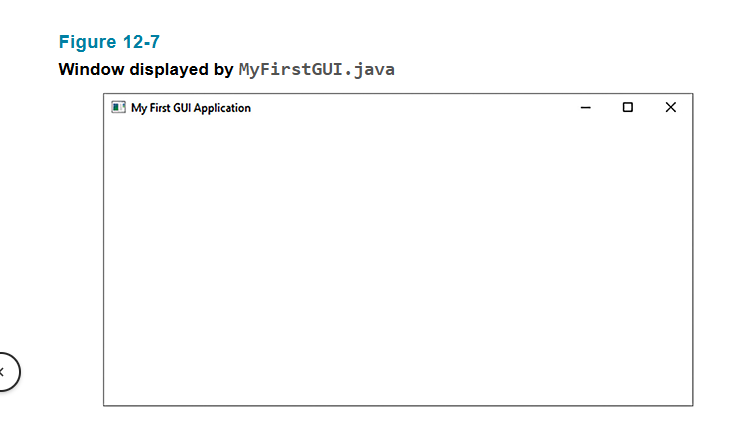 Figure 12-7
Window displayed by MyFirstGUI.java
My First GUI Application